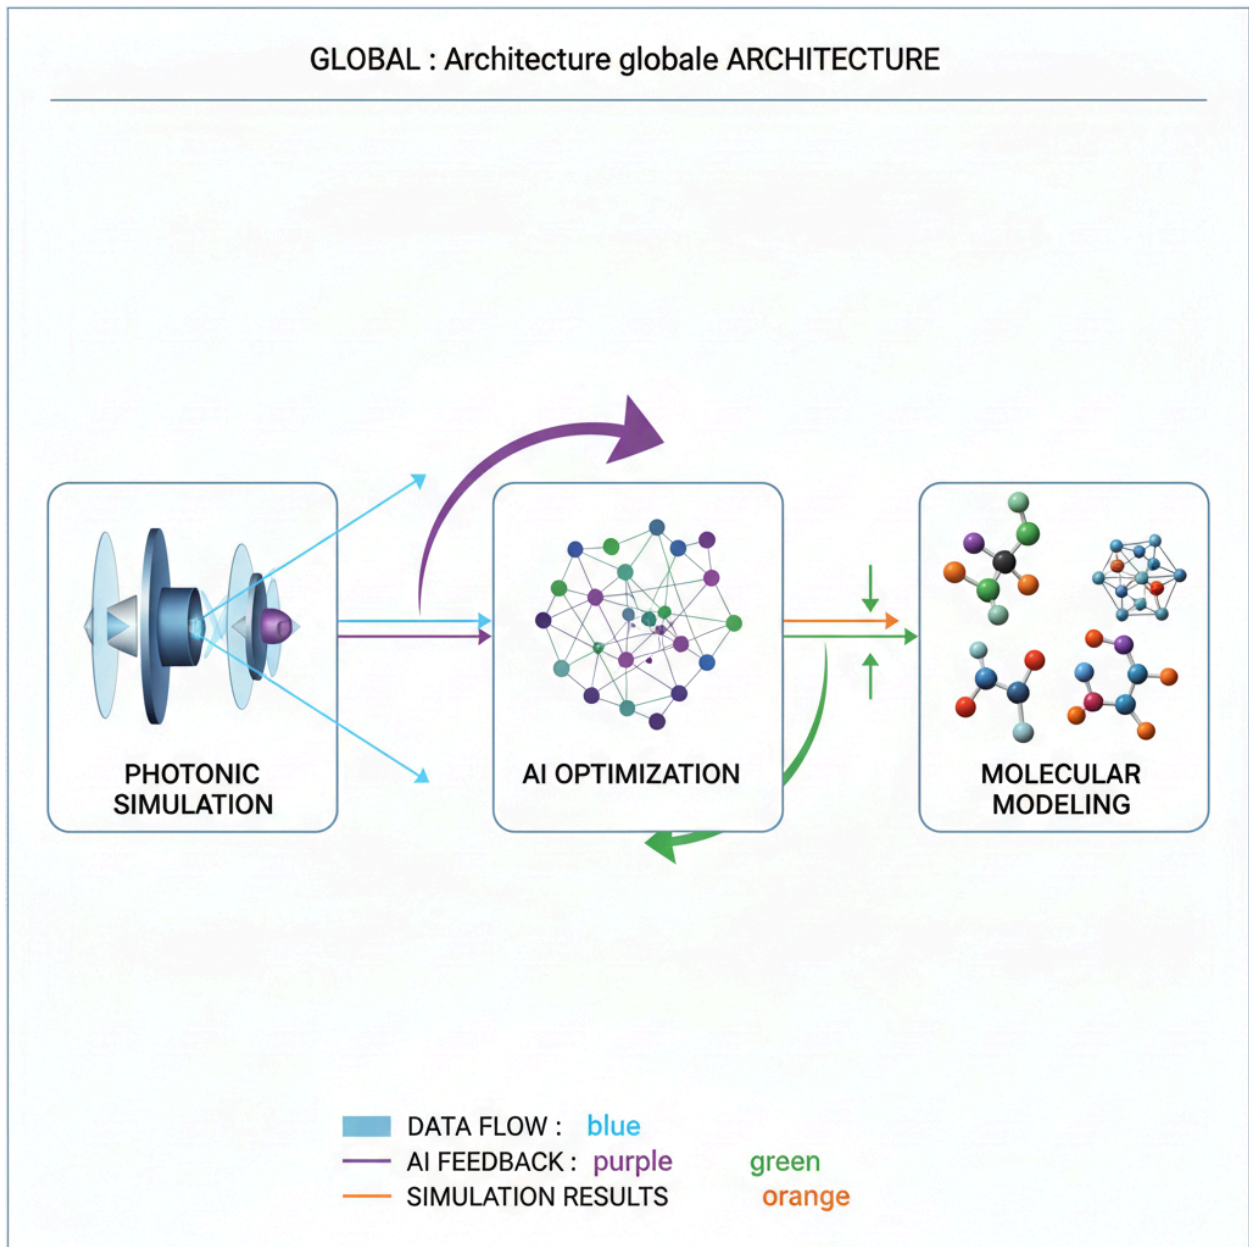 GLOBAL : Architecture globale ARCHITECTURE
PHOTONIC
SIMULATION
AI OPTIMIZATION
MOLECULAR
MODELING
DATA FLOW : blue
AI FEEDBACK : purple green
SIMULATION RESULTS orange